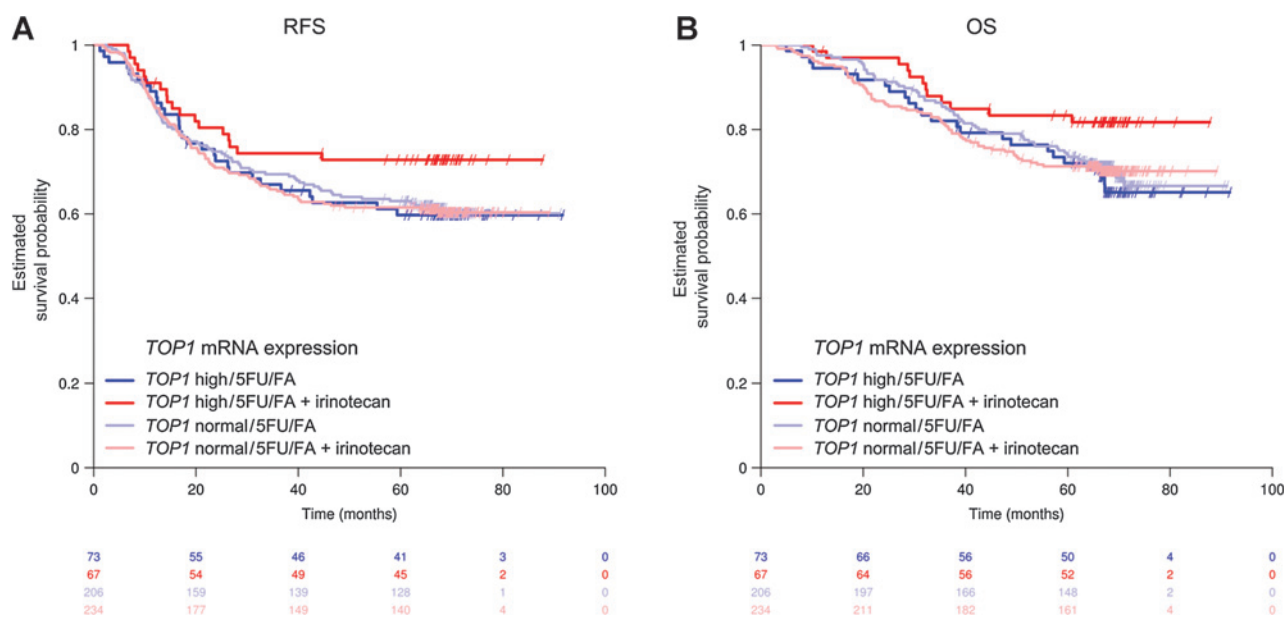 A
RFS
1
0.8
0.6
0.4
0.2
0
Estimated
survival probability
TOP1 mRNA expression
TOP1 high/5FU/FA
TOP1 high/5FU/FA + irinotecan
TOP1 normal/5FU/FA
TOP1 normal/5FU/FA + irinotecan
0 20 40 60 80 100
Time (months)
73 55 46 41 3 0
67 54 49 45 2 0
206 159 139 128 1 0
234 177 149 140 4 0
B
OS
1
0.8
0.6
0.4
0.2
0
Estimated
survival probability
TOP1 mRNA expression
TOP1 high/5FU/FA
TOP1 high/5FU/FA + irinotecan
TOP1 normal/5FU/FA
TOP1 normal/5FU/FA + irinotecan
0 20 40 60 80 100
Time (months)
73 66 56 50 4 0
67 64 56 52 2 0
206 197 166 148 2 0
234 211 182 161 4 0